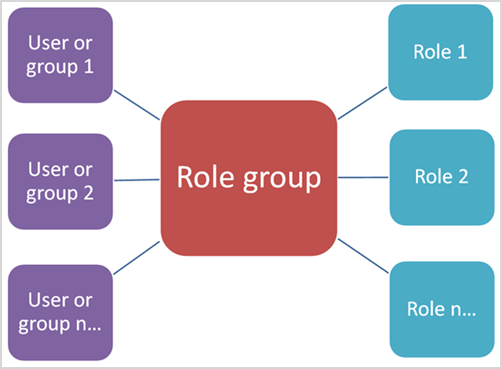 User or
group 1
Role 1
User or
group 2
Role group
Role 2
User or
group n...
Role n...